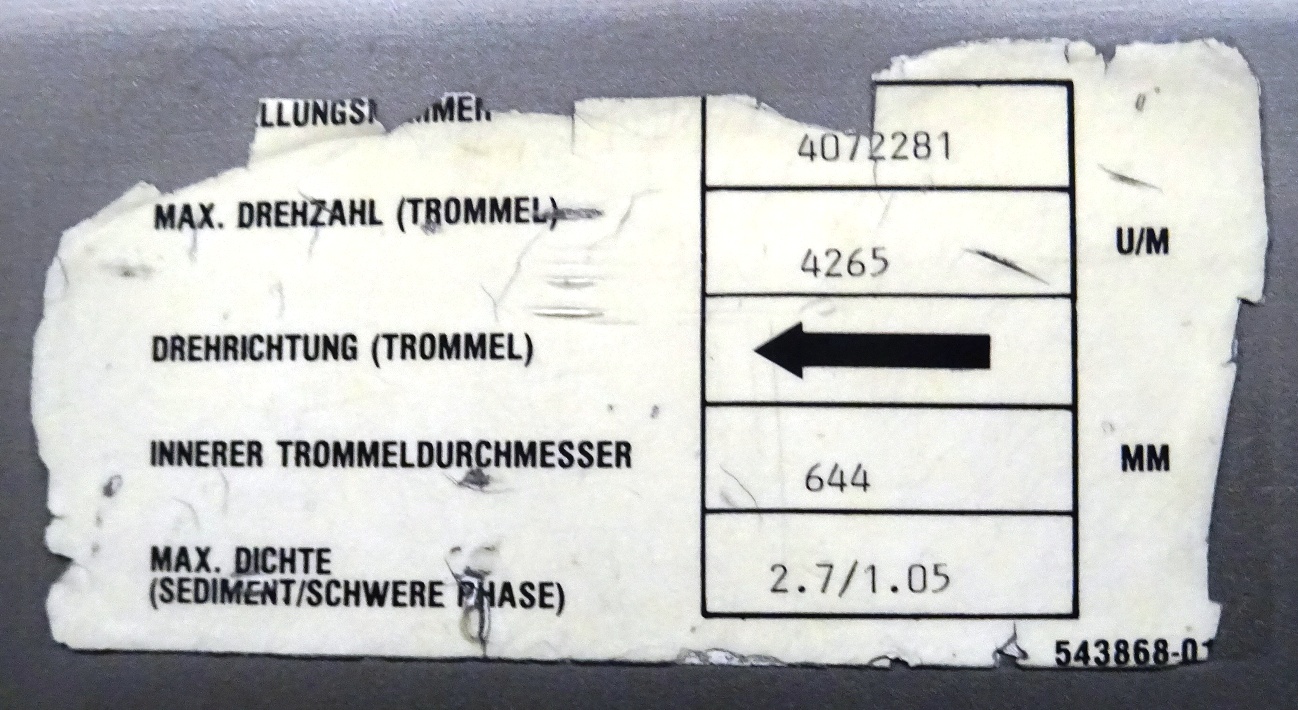 4072281
MAX. DREHZAHL (TROMMEL)
4265
U/M
DREHRICHTUNG (TROMMEL)
INNERER TROMMELDURCHMESSER
644
MM
MAX. DICHTE
(SEDIMENT/SCHWERE PHASE)
2.7/1.05
543868-01